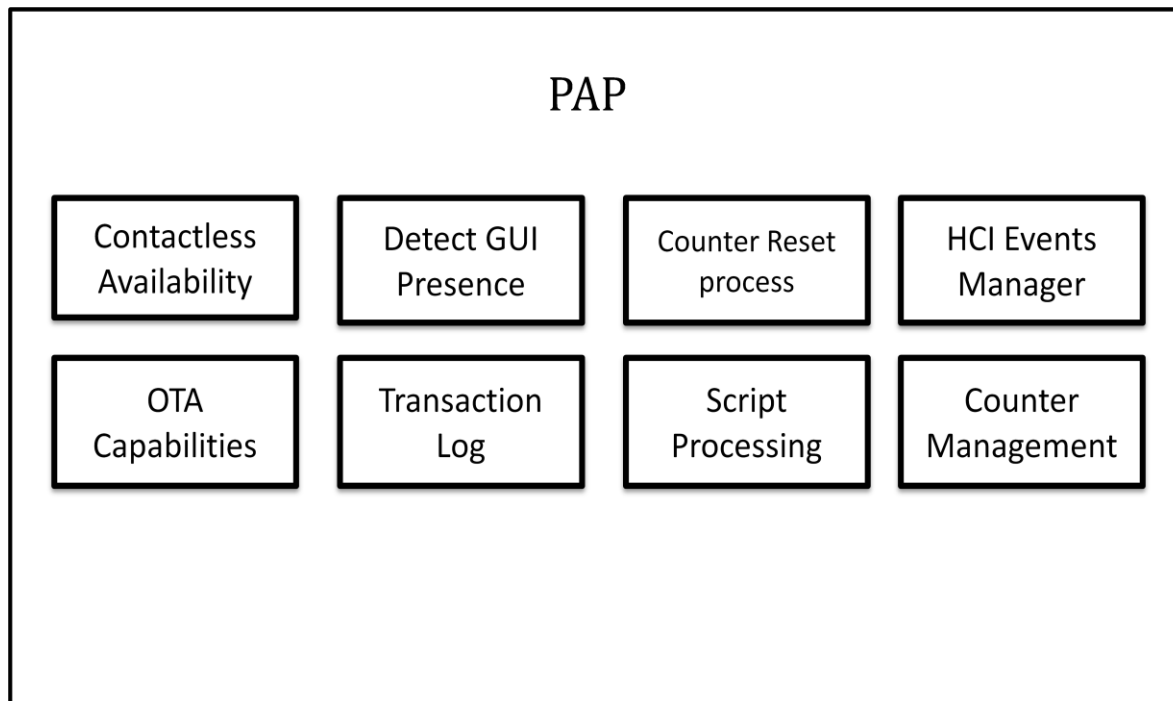 PAP
Contactless
Availability
Detect GUI
Presence
Counter Reset
process
HCI Events
Manager
OTA
Capabilities
Transaction
Log
Script
Processing
Counter
Management